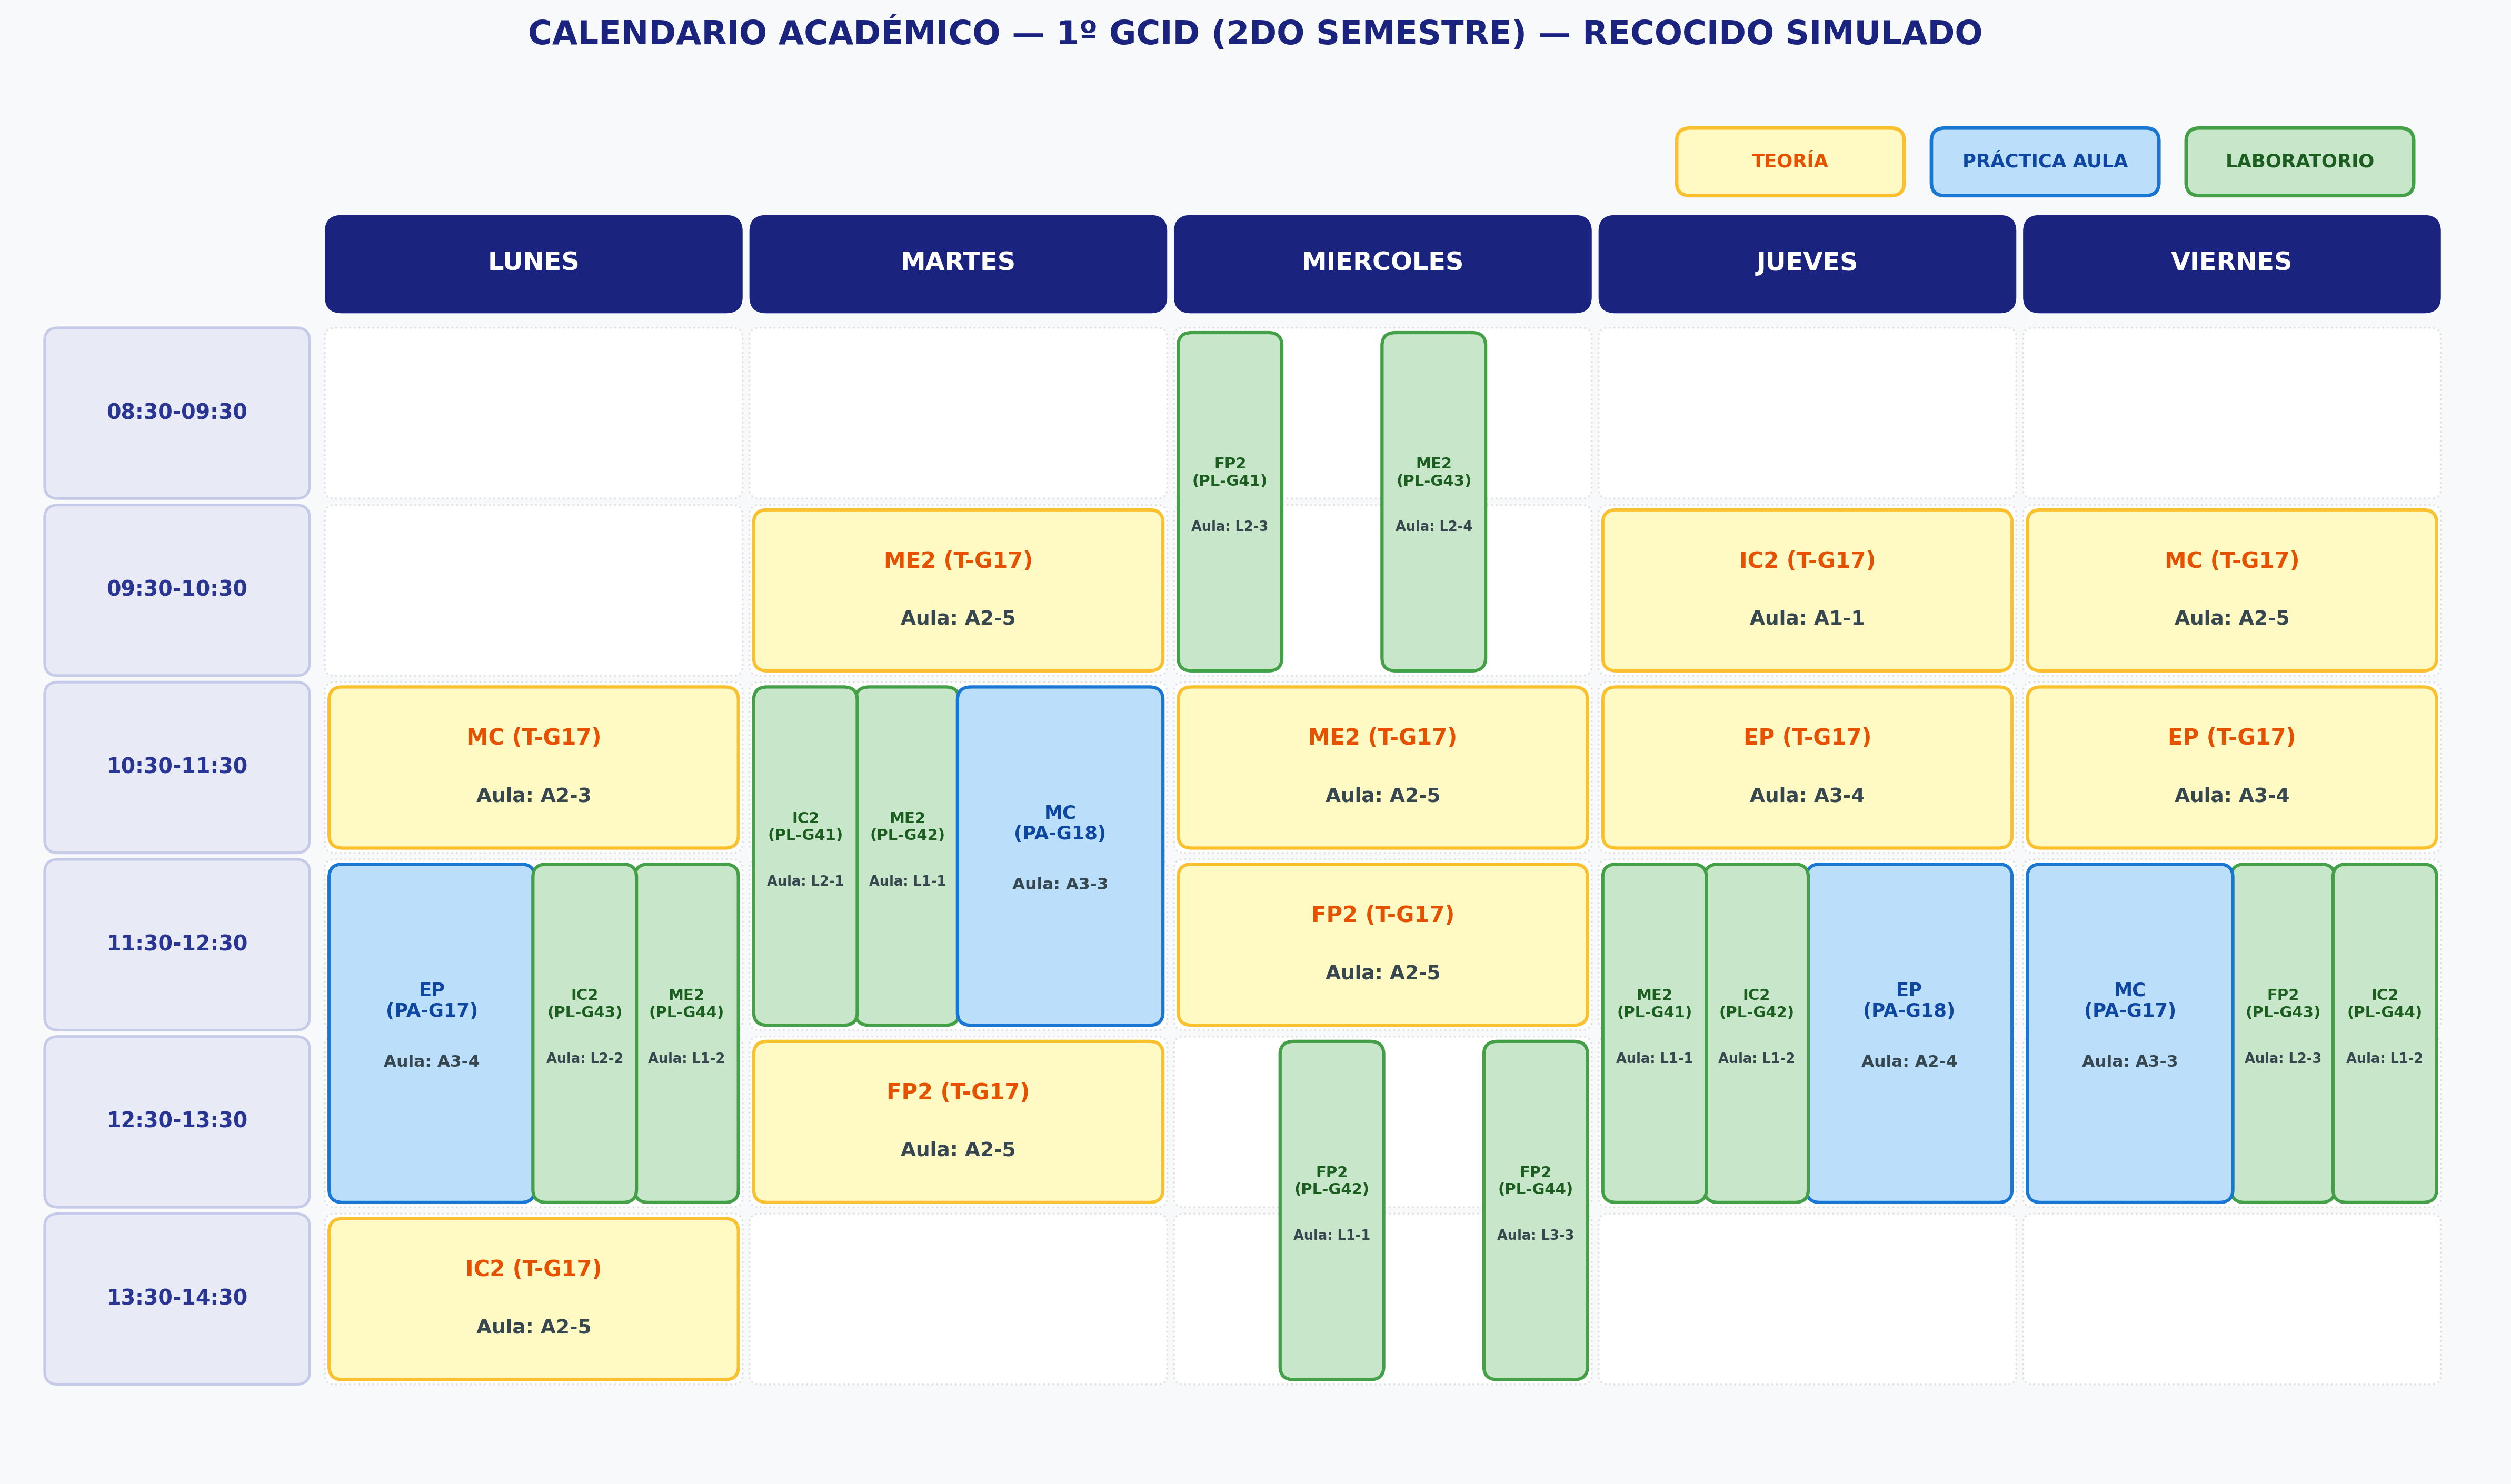 CALENDARIO ACADÉMICO — 1º GCID (2DO SEMESTRE) — RECOCIDO SIMULADO
TEORÍA
PRÁCTICA AULA
LABORATORIO
LUNES
MARTES
MIERCOLES
JUEVES
VIERNES
08:30-09:30
FP2
(PL-G41)
Aula: L2-3
ME2
(PL-G43)
Aula: L2-4
09:30-10:30
ME2 (T-G17)
Aula: A2-5
IC2 (T-G17)
Aula: A1-1
MC (T-G17)
Aula: A2-5
10:30-11:30
MC (T-G17)
Aula: A2-3
IC2
(PL-G41)
Aula: L2-1
ME2
(PL-G42)
Aula: L1-1
MC
(PA-G18)
Aula: A3-3
ME2 (T-G17)
Aula: A2-5
EP (T-G17)
Aula: A3-4
EP (T-G17)
Aula: A3-4
11:30-12:30
EP
(PA-G17)
Aula: A3-4
IC2
(PL-G43)
Aula: L2-2
ME2
(PL-G44)
Aula: L1-2
FP2 (T-G17)
Aula: A2-5
ME2
(PL-G41)
Aula: L1-1
IC2
(PL-G42)
Aula: L1-2
EP
(PA-G18)
Aula: A2-4
MC
(PA-G17)
Aula: A3-3
FP2
(PL-G43)
Aula: L2-3
IC2
(PL-G44)
Aula: L1-2
12:30-13:30
FP2 (T-G17)
Aula: A2-5
FP2
(PL-G42)
Aula: L1-1
FP2
(PL-G44)
Aula: L3-3
13:30-14:30
IC2 (T-G17)
Aula: A2-5